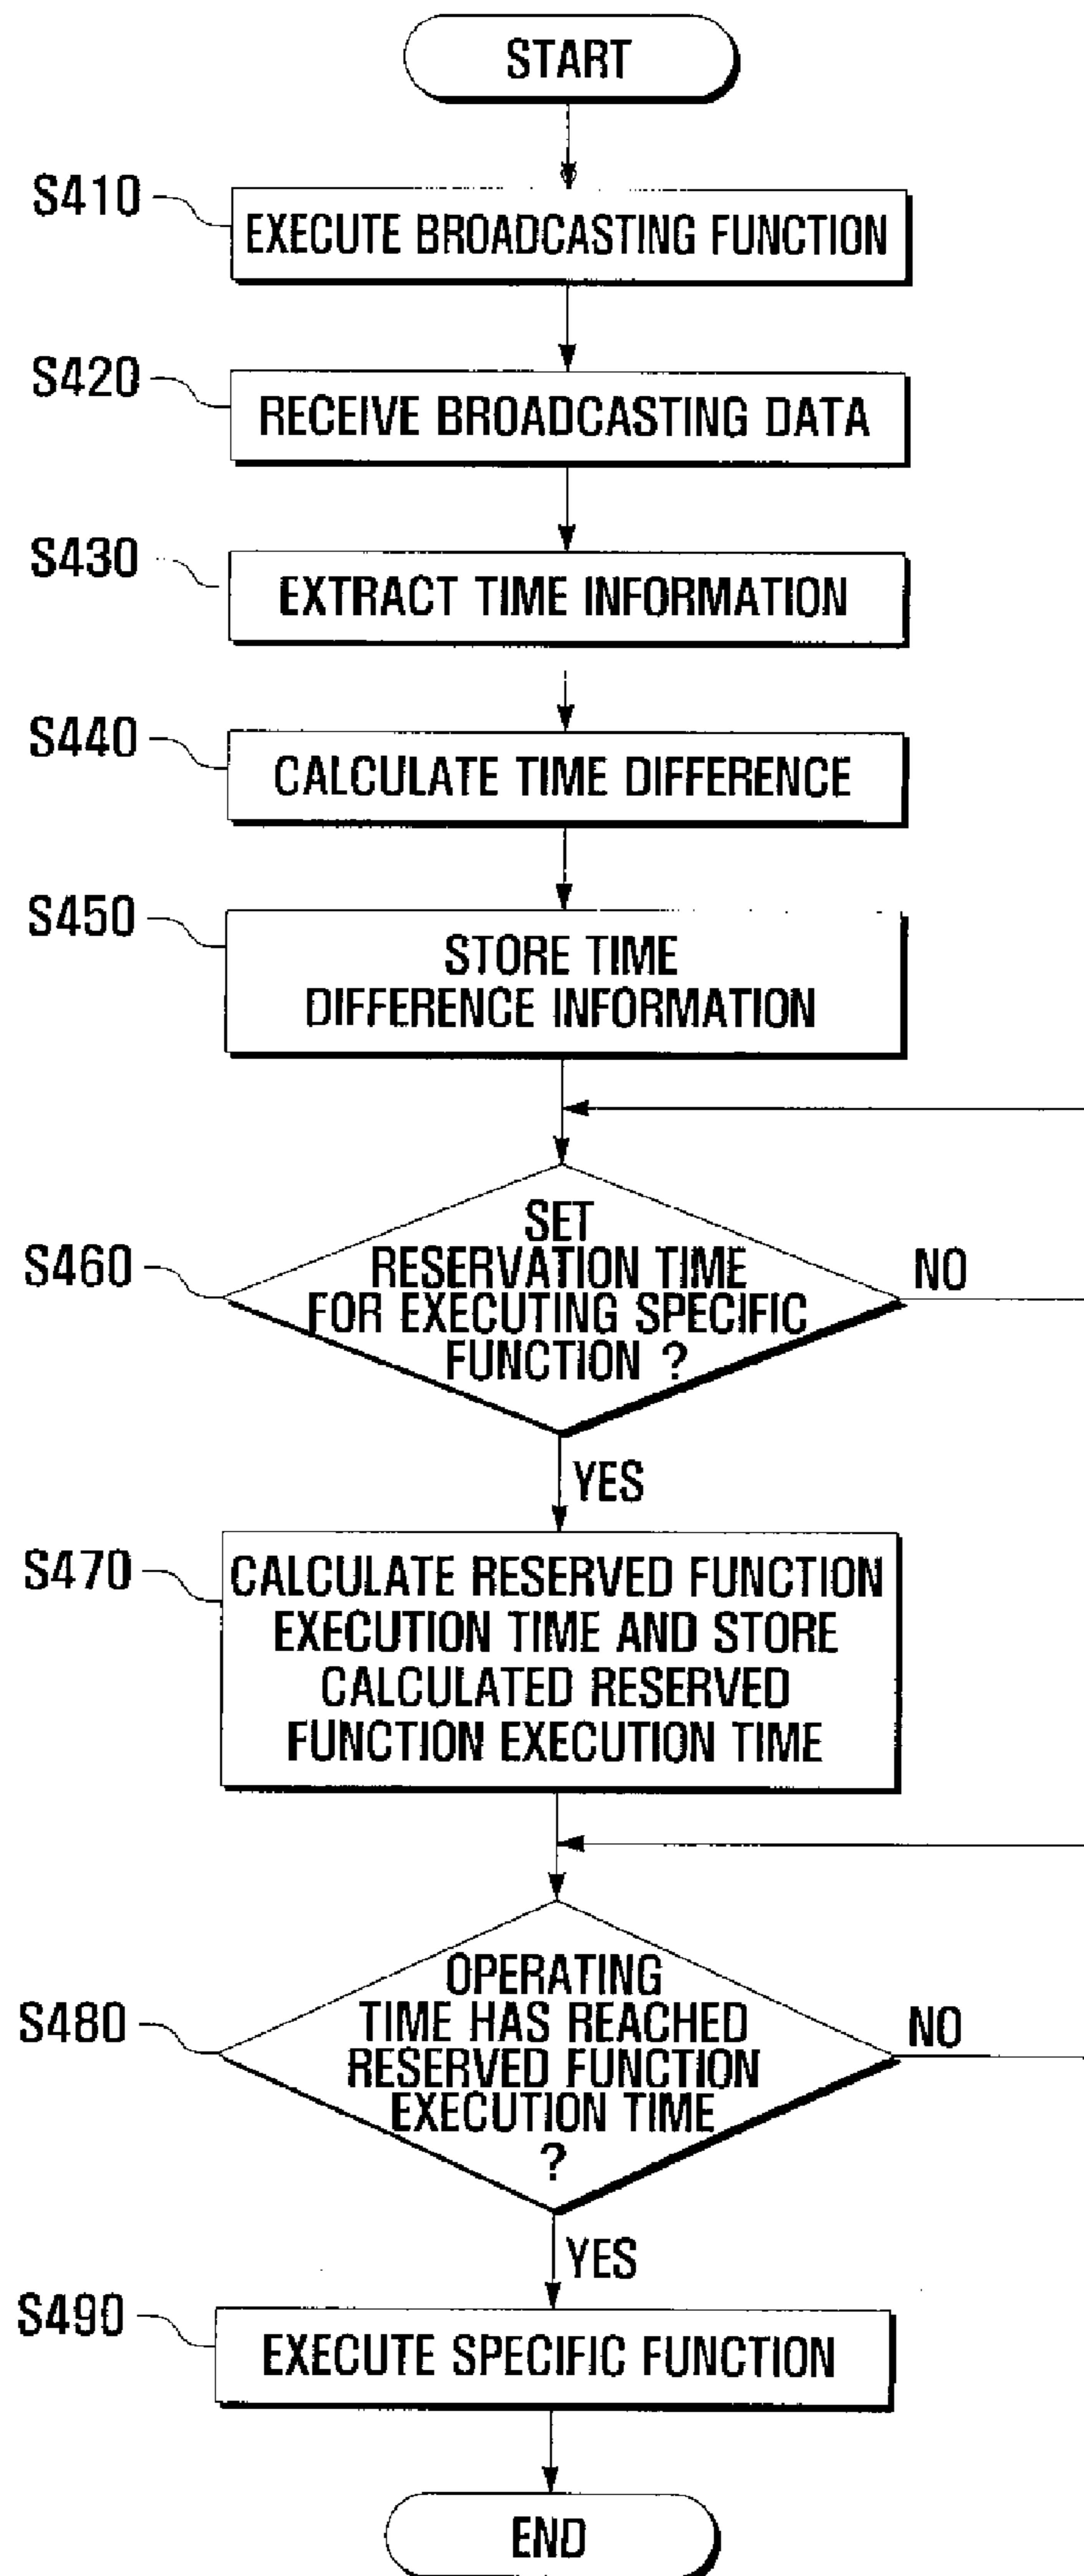 START
S410
EXECUTE BROADCASTING FUNCTION
S420
RECEIVE BROADCASTING DATA
S430
EXTRACT TIME INFORMATION
S440
CALCULATE TIME DIFFERENCE
S450
STORE TIME
DIFFERENCE INFORMATION
S460
SET
RESERVATION TIME
FOR EXECUTING SPECIFIC
FUNCTION ?
NO
YES
S470
CALCULATE RESERVED FUNCTION
EXECUTION TIME AND STORE
CALCULATED RESERVED
FUNCTION EXECUTION TIME
S480
OPERATING
TIME HAS REACHED
RESERVED FUNCTION
EXECUTION TIME
?
NO
YES
S490
EXECUTE SPECIFIC FUNCTION
END